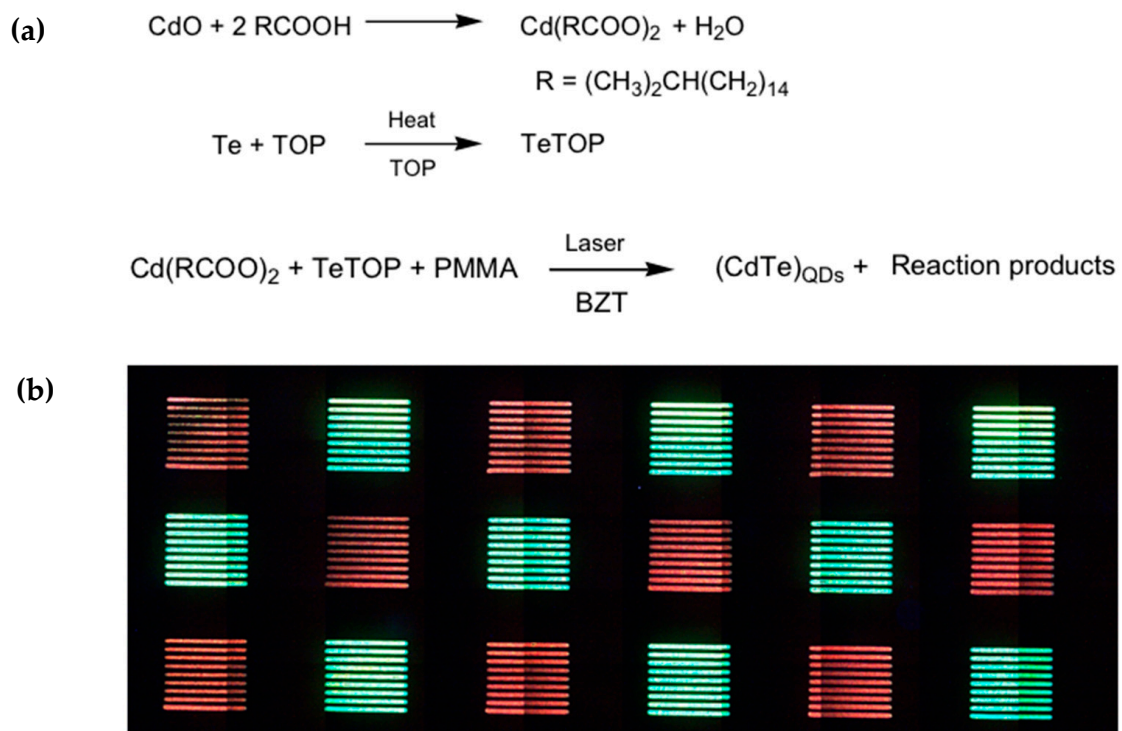 (a)
CdO + 2 RCOOH Cd(RCOO)₂ + H₂O
R = (CH₃)₂CH(CH₂)₁₄
Heat
Te + TOP TeTOP
TOP
Laser
Cd(RCOO)₂ + TeTOP + PMMA (CdTe)QDs + Reaction products
BZT
(b)